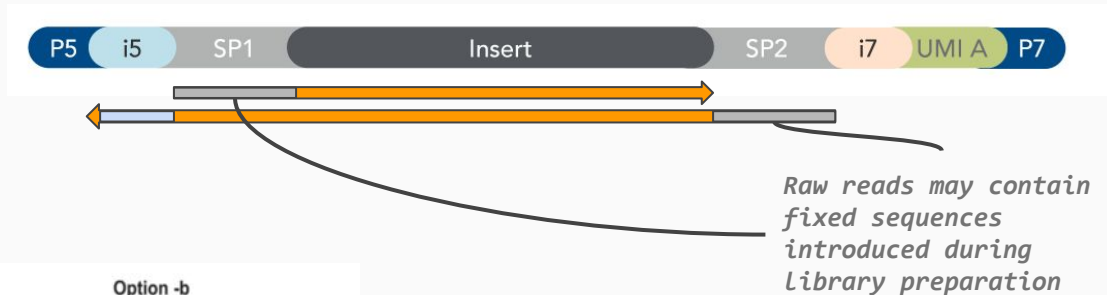 P5 i5 SP1 Insert SP2 i7 UMI A P7
Raw reads may contain
fixed sequences
introduced during
library preparation
Option -b